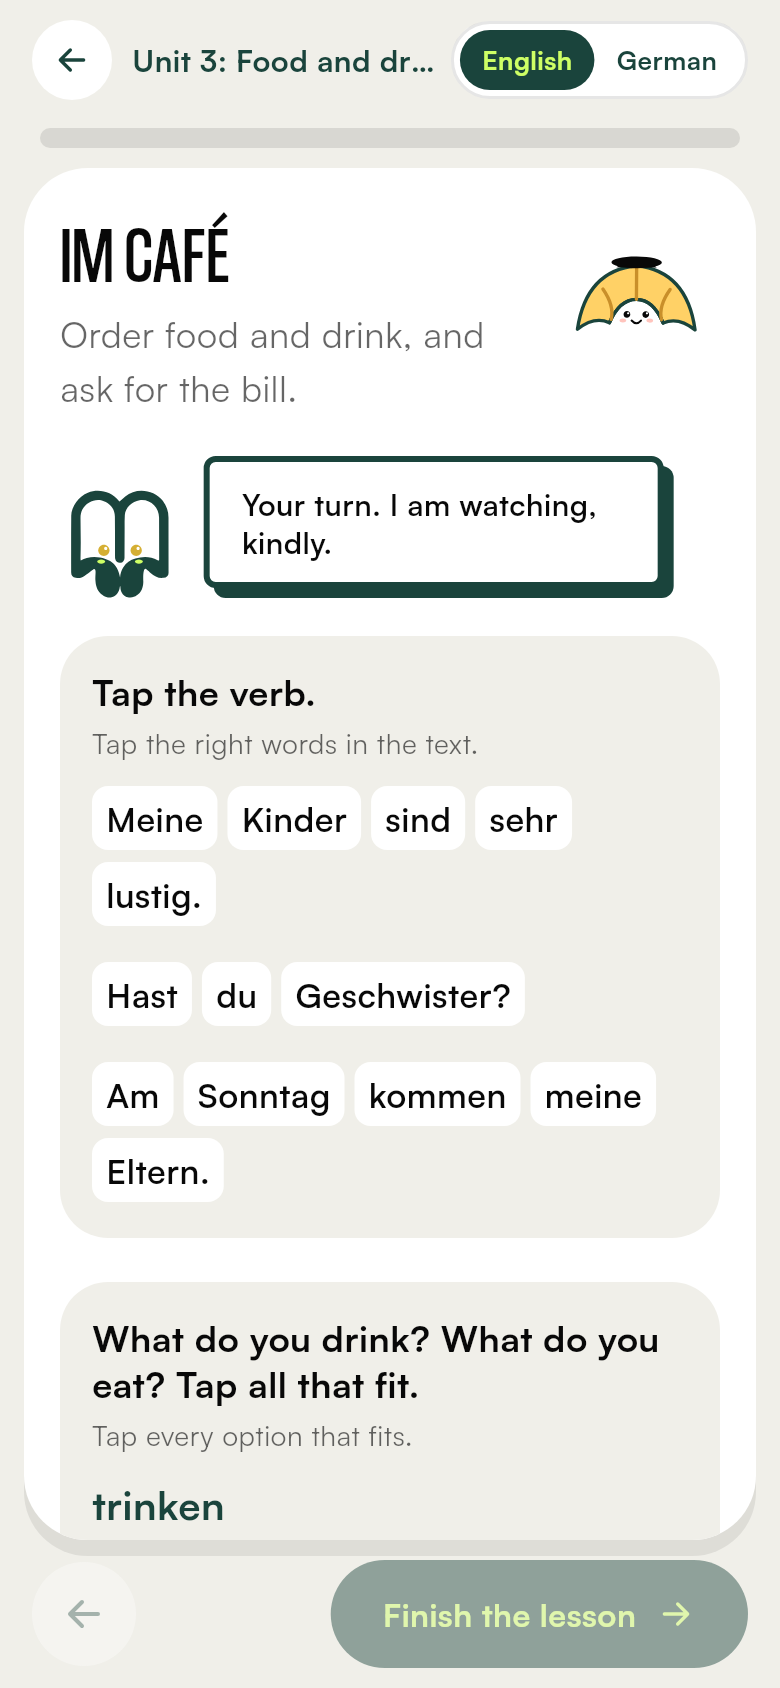 Unit 3: Food and dr...
English
German
IM CAFÉ
Order food and drink, and
ask for the bill.
Your turn. I am watching,
kindly.
Tap the verb.
Tap the right words in the text.
Meine Kinder sind sehr
lustig.
Hast du Geschwister?
Am Sonntag kommen meine
Eltern.
What do you drink? What do you
eat? Tap all that fit.
Tap every option that fits.
trinken
Finish the lesson